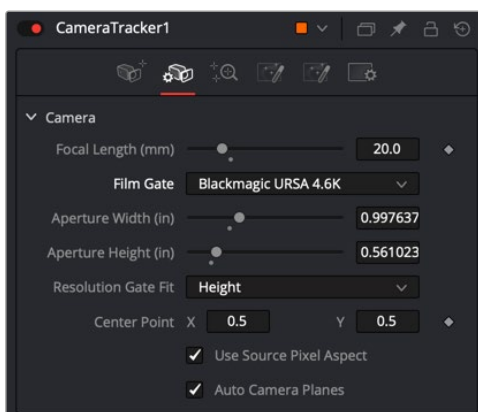 CameraTracker1
Camera
Focal Length (mm) 20.0
Film Gate Blackmagic URSA 4.6K
Aperture Width (in) 0.997637
Aperture Height (in) 0.561023
Resolution Gate Fit Height
Center Point X 0.5 Y 0.5
Use Source Pixel Aspect
Auto Camera Planes